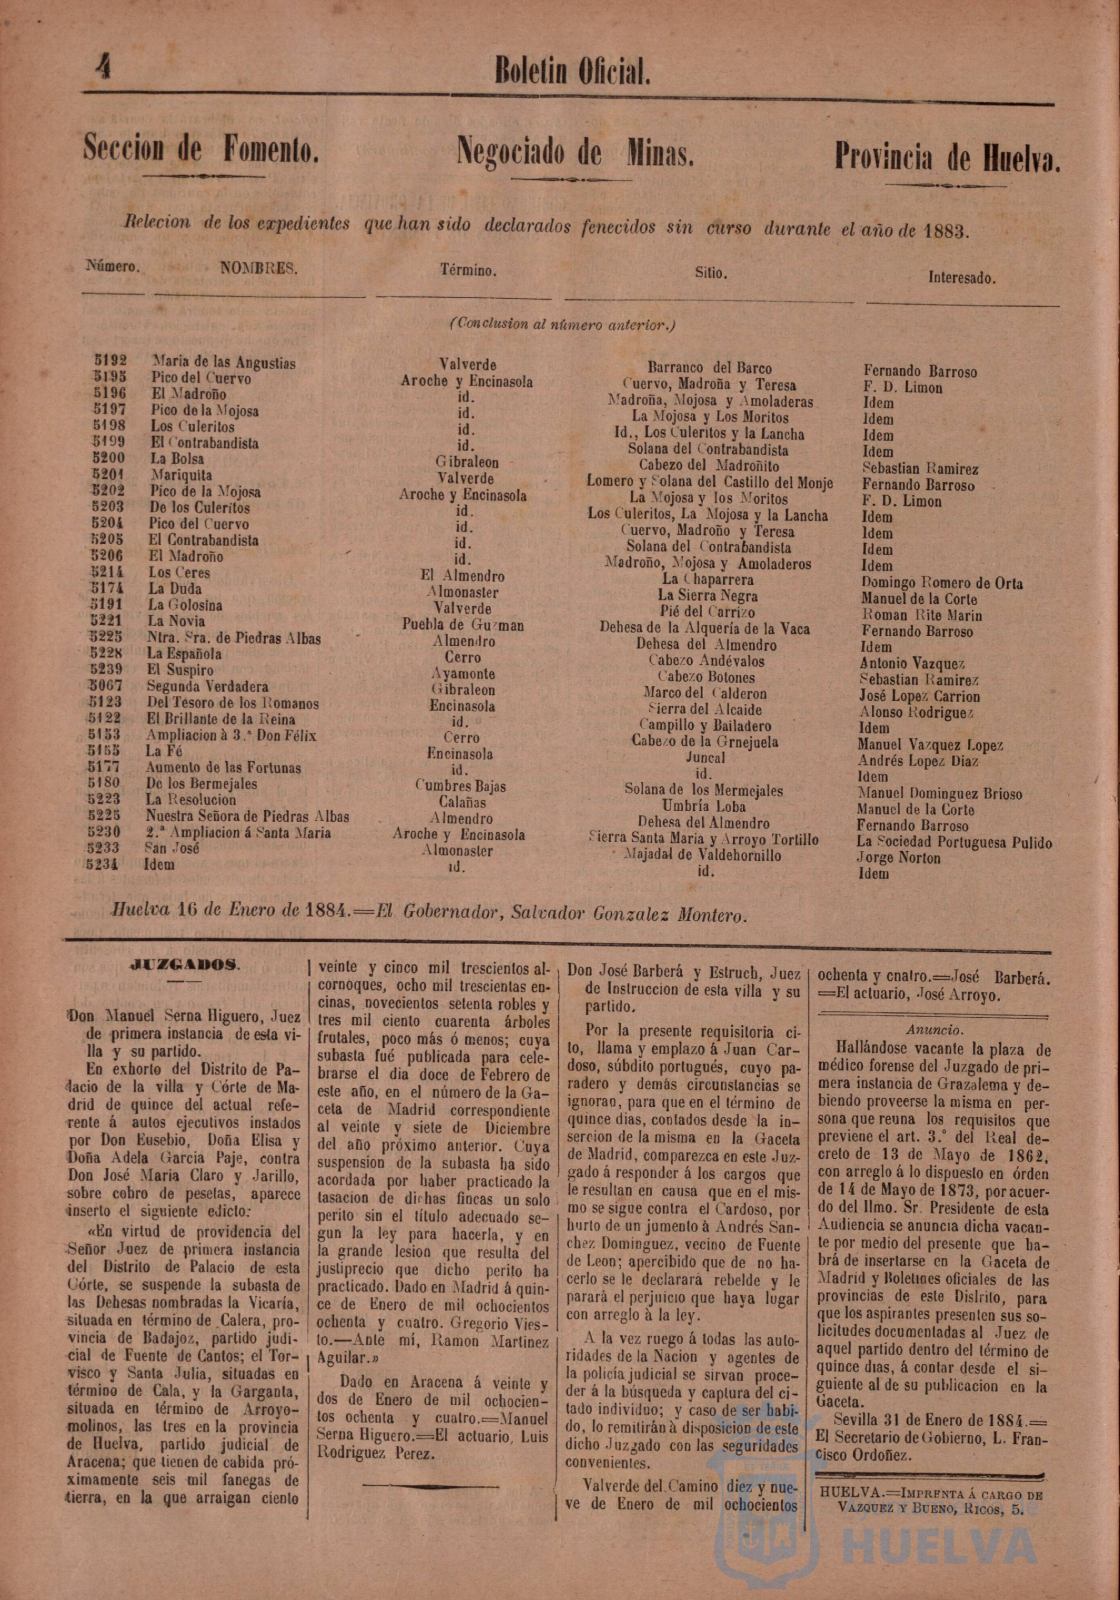 4
Boletin Oficial.
Seccion de Fomento. Negociado de Minas. Provincia de Huelva.
Relecion de los expedientes que han sido declarados fenecidos sin curso durante el año de 1883.
Número. NOMBRES. Término. Sitio. Interesado.
(Conclusion al número anterior.)
5192 Maria de las Angustias Valverde Barranco del Barco Fernando Barroso
5195 Pico del Cuervo Aroche y Encinasola Cuervo, Madroña y Teresa F. D. Limon
5196 El Madroño id. Madroña, Mojosa y Amoladeras Idem
5197 Pico de la Mojosa id. La Mojosa y Los Moritos Idem
5198 Los Culeritos id. Id., Los Culeritos y la Lancha Idem
5199 El Contrabandista id. Solana del Contrabandista Idem
5200 La Bolsa Gibraleon Cabezo del Madroñito Sebastian Ramirez
5201 Mariquita Valverde Lomero y Solana del Castillo del Monje Fernando Barroso
5202 Pico de la Mojosa Aroche y Encinasola La Mojosa y los Moritos F. D. Limon
5203 De los Culeritos id. Los Culeritos, La Mojosa y la Lancha Idem
5204 Pico del Cuervo id. Cuervo, Madroño y Teresa Idem
5205 El Contrabandista id. Solana del Contrabandista Idem
5206 El Madroño id. Madroño, Mojosa y Amoladeros Idem
5214 Los Ceres El Almendro La Chaparrera Domingo Romero de Orta
5174 La Duda Almonaster La Sierra Negra Manuel de la Corte
5191 La Golosina Valverde Pié del Carrizo Roman Rite Marin
5221 La Novia Puebla de Guzman Dehesa de la Alquería de la Vaca Fernando Barroso
5225 Ntra. Sra. de Piedras Albas Almendro Dehesa del Almendro Idem
5228 La Española Cerro Cabezo Andévalos Antonio Vazquez
5239 El Suspiro Ayamonte Cabezo Botones Sebastian Ramirez
5067 Segunda Verdadera Gibraleon Marco del Calderon José Lopez Carrion
5123 Del Tesoro de los Romanos Encinasola Sierra del Alcaide Alonso Rodriguez
5122 El Brillante de la Reina id. Campillo y Bailadero Idem
5153 Ampliacion à 3.ª Don Félix Cerro Cabezo de la Grnejuela Manuel Vazquez Lopez
5155 La Fé Encinasola Juncal Andrés Lopez Diaz
5177 Aumento de las Fortunas id. id. Idem
5180 De los Bermejales Cumbres Bajas Solana de los Mermejales Manuel Dominguez Brioso
5223 La Resolucion Calañas Umbría Loba Manuel de la Corte
5225 Nuestra Señora de Piedras Albas Almendro Dehesa del Almendro Fernando Barroso
5230 2.ª Ampliacion á Santa Maria Aroche y Encinasola Sierra Santa Maria y Arroyo Tortillo La Sociedad Portuguesa Pulido
5233 San José Almonaster Majadal de Valdehornillo Jorge Norton
5234 Idem id. id. Idem
Huelva 16 de Enero de 1884.=El Gobernador, Salvador Gonzalez Montero.
JUZGADOS.
Don Manuel Serna Higuero, Juez
de primera instancia de esta vi-
lla y su partido.
En exhorto del Distrito de Pa-
lacio de la villa y Córte de Ma-
drid de quince del actual refe-
rente á autos ejecutivos instados
por Don Eusebio, Doña Elisa y
Doña Adela Garcia Paje, contra
Don José Maria Claro y Jarillo,
sobre cobro de pesetas, aparece
inserto el siguiente edicto:
«En virtud de providencia del
Señor Juez de primera instancia
del Distrito de Palacio de esta
Córte, se suspende la subasta de
las Dehesas nombradas la Vicaría,
situada en término de Calera, pro-
vincia de Badajoz, partido judi-
cial de Fuente de Cantos; el Tor-
visco y Santa Julia, situadas en
término de Cala, y la Garganta,
situada en término de Arroyo-
molinos, las tres en la provincia
de Huelva, partido judicial de
Aracena; que tienen de cabida pró-
ximamente seis mil fanegas de
tierra, en la que arraigan ciento
veinte y cinco mil trescientos al-
cornoques, ocho mil trescientas en-
cinas, novecientos setenta robles y
tres mil ciento cuarenta árboles
frutales, poco más ó menos; cuya
subasta fué publicada para cele-
brarse el dia doce de Febrero de
este año, en el número de la Ga-
ceta de Madrid correspondiente
al veinte y siete de Diciembre
del año próximo anterior. Cuya
suspension de la subasta ha sido
acordada por haber practicado la
tasacion de dichas fincas un solo
perito sin el título adecuado se-
gun la ley para hacerla, y en
la grande lesion que resulta del
justiprecio que dicho perito ha
practicado. Dado en Madrid á quin-
ce de Enero de mil ochocientos
ochenta y cuatro. Gregorio Vies-
to.—Ante mí, Ramon Martinez
Aguilar.»
Dado en Aracena á veinte y
dos de Enero de mil ochocien-
tos ochenta y cuatro.=Manuel
Serna Higuero.=El actuario, Luis
Rodriguez Perez.
Don José Barberá y Estruch, Juez
de Instruccion de esta villa y su
partido.
Por la presente requisitoria ci-
to, llama y emplazo á Juan Car-
doso, súbdito portugués, cuyo pa-
radero y demás circunstancias se
ignoran, para que en el término de
quince dias, contados desde la in-
sercion de la misma en la Gaceta
de Madrid, comparezca en este Juz-
gado á responder á los cargos que
le resultan en causa que en el mis-
mo se sigue contra el Cardoso, por
hurto de un jumento à Andrés San-
chez Dominguez, vecino de Fuente
de Leon; apercibido que de no ha-
cerlo se le declarará rebelde y le
parará el perjuicio que haya lugar
con arreglo à la ley.
A la vez ruego á todas las auto-
ridades de la Nacion y agentes de
la policía judicial se sirvan proce-
der á la búsqueda y captura del ci-
tado individuo; y caso de ser habi-
do, lo remitirán à disposicion de este
dicho Juzgado con las seguridades
convenientes.
Valverde del Camino diez y nue-
ve de Enero de mil ochocientos
ochenta y cnatro.=José Barberá.
=El actuario, José Arroyo.
Anuncio.
Hallándose vacante la plaza de
médico forense del Juzgado de pri-
mera instancia de Grazalema y de-
biendo proveerse la misma en per-
sona que reuna los requisitos que
previene el art. 3.º del Real de-
creto de 13 de Mayo de 1862,
con arreglo á lo dispuesto en órden
de 14 de Mayo de 1873, por acuer-
do del Ilmo. Sr. Presidente de esta
Audiencia se anuncia dicha vacan-
te por medio del presente que ha-
brá de insertarse en la Gaceta de
Madrid y Boletines oficiales de las
provincias de este Distrito, para
que los aspirantes presenten sus so-
licitudes documentadas al Juez de
aquel partido dentro del término de
quince dias, á contar desde el si-
guiente al de su publicacion en la
Gaceta.
Sevilla 31 de Enero de 1884.=
El Secretario de Gobierno, L. Fran-
cisco Ordoñez.
HUELVA.=IMPRENTA Á CARGO DE
VAZQUEZ Y BUENO, RICOS, 5.
HUELVA